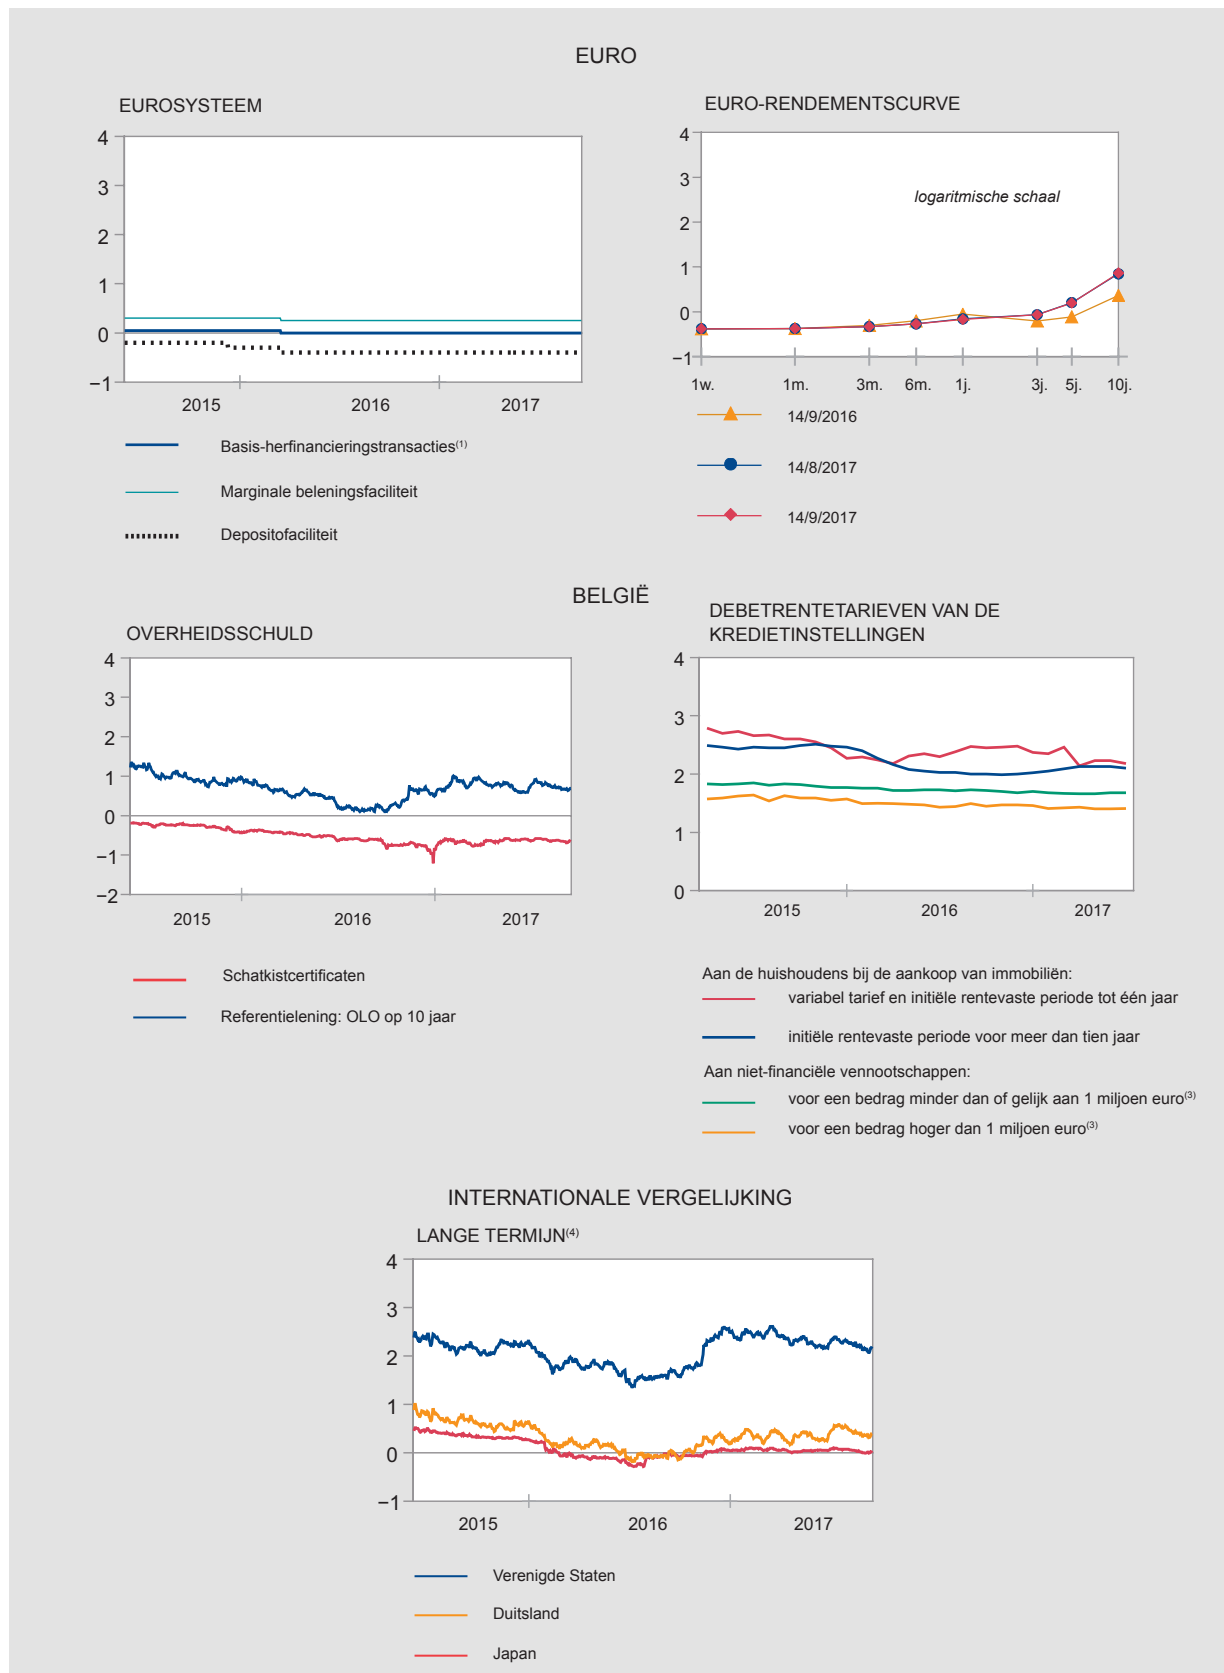 EURO
EUROSYSTEEM
4
3
2
1
0
−1
2015 2016 2017
Basis-herfinancieringstransacties(1)
Marginale beleningsfaciliteit
Depositofaciliteit
EURO-RENDEMENTSCURVE
4
3
2
1
0
−1
logaritmische schaal
1w. 1m. 3m. 6m. 1j. 3j. 5j. 10j.
14/9/2016
14/8/2017
14/9/2017
BELGIË
OVERHEIDSSCHULD
4
3
2
1
0
−1
−2
2015 2016 2017
Schatkistcertificaten
Referentielening: OLO op 10 jaar
DEBETRENTETARIEVEN VAN DE
KREDIETINSTELLINGEN
4
3
2
1
0
2015 2016 2017
Aan de huishoudens bij de aankoop van immobiliën:
variabel tarief en initiële rentevaste periode tot één jaar
initiële rentevaste periode voor meer dan tien jaar
Aan niet-financiële vennootschappen:
voor een bedrag minder dan of gelijk aan 1 miljoen euro(3)
voor een bedrag hoger dan 1 miljoen euro(3)
INTERNATIONALE VERGELIJKING
LANGE TERMIJN(4)
4
3
2
1
0
−1
2015 2016 2017
Verenigde Staten
Duitsland
Japan